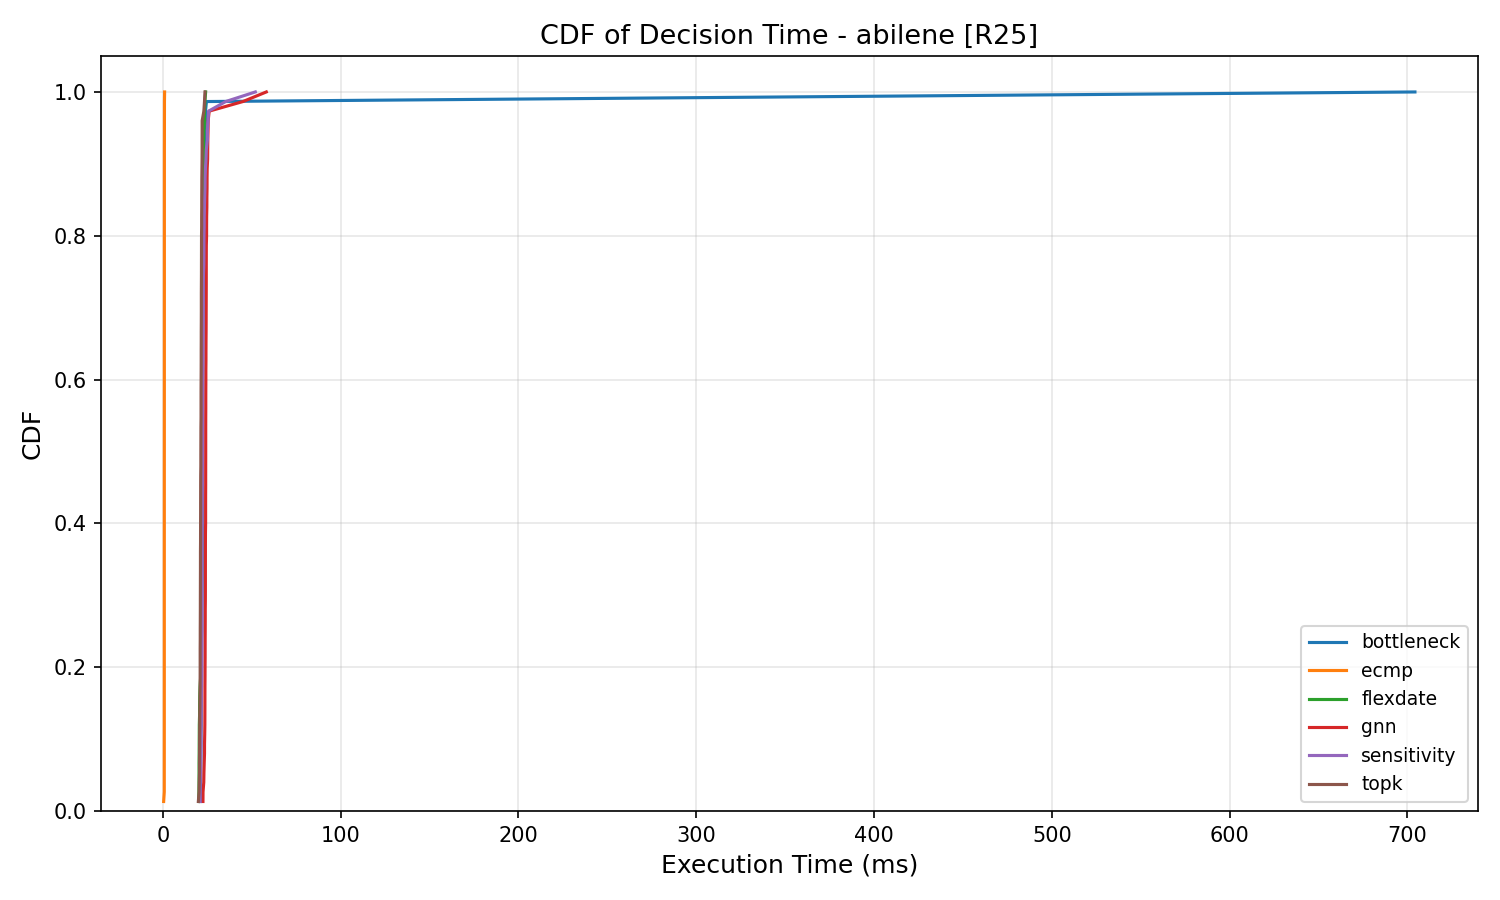 CDF of Decision Time - abilene [R25]
CDF
1.0
0.8
0.6
0.4
0.2
0.0
0 100 200 300 400 500 600 700
Execution Time (ms)
bottleneck
ecmp
flexdate
gnn
sensitivity
topk